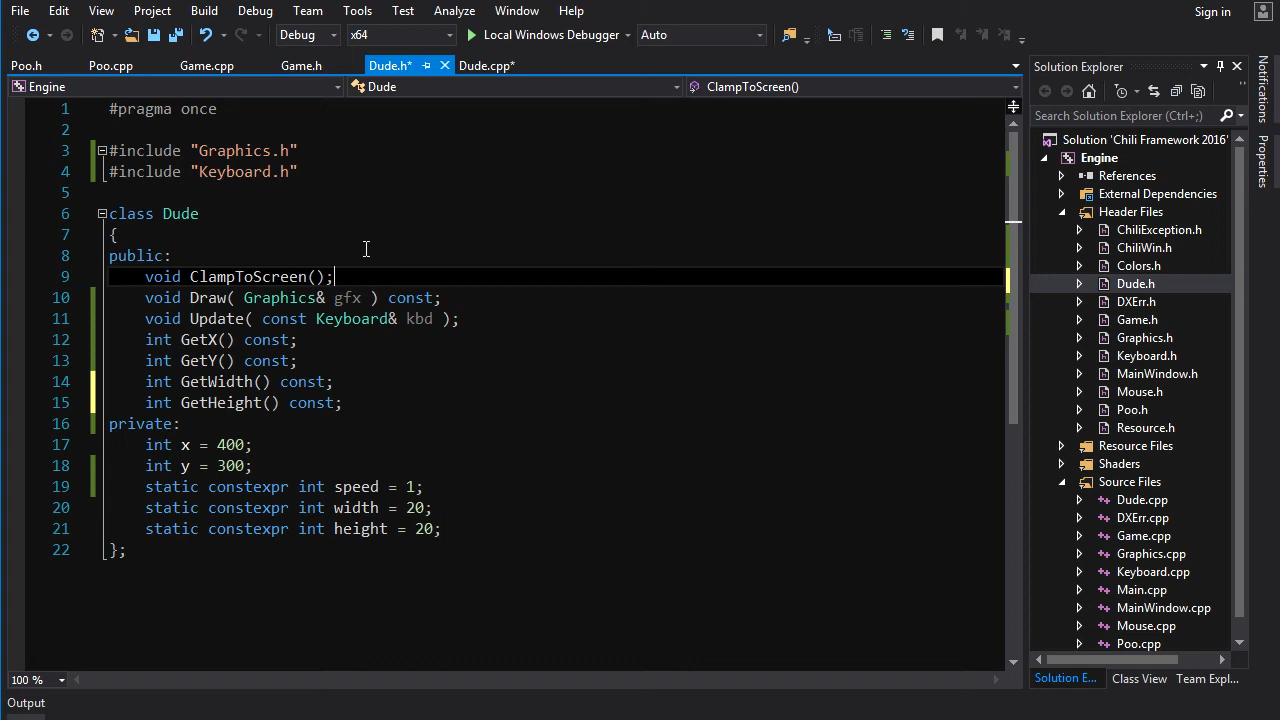 File Edit View Project Build Debug Team Tools Test Analyze Window Help Sign in
Debug x64 Local Windows Debugger Auto
Poo.h Poo.cpp Game.cpp Game.h Dude.h* Dude.cpp*
Engine Dude ClampToScreen()
1 #pragma once
2
3 #include "Graphics.h"
4 #include "Keyboard.h"
5
6 class Dude
7 {
8 public:
9 void ClampToScreen();
10 void Draw( Graphics& gfx ) const;
11 void Update( const Keyboard& kbd );
12 int GetX() const;
13 int GetY() const;
14 int GetWidth() const;
15 int GetHeight() const;
16 private:
17 int x = 400;
18 int y = 300;
19 static constexpr int speed = 1;
20 static constexpr int width = 20;
21 static constexpr int height = 20;
22 };
100 %
Output
Solution Explorer
Search Solution Explorer (Ctrl+;)
Solution 'Chili Framework 2016'
Engine
References
External Dependencies
Header Files
ChiliException.h
ChiliWin.h
Colors.h
Dude.h
DXErr.h
Game.h
Graphics.h
Keyboard.h
MainWindow.h
Mouse.h
Poo.h
Resource.h
Resource Files
Shaders
Source Files
Dude.cpp
DXErr.cpp
Game.cpp
Graphics.cpp
Keyboard.cpp
Main.cpp
MainWindow.cpp
Mouse.cpp
Poo.cpp
Solution E... Class View Team Expl...
Notifications
Properties